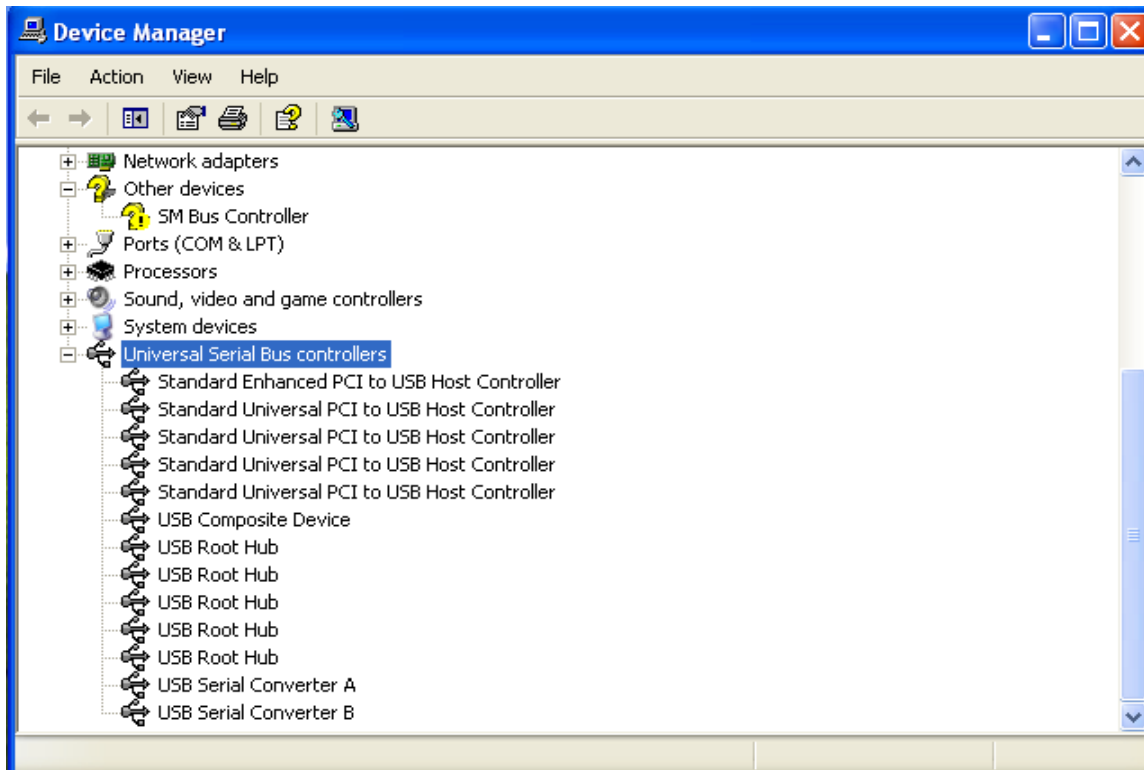 Device Manager
File Action View Help
Network adapters
Other devices
SM Bus Controller
Ports (COM & LPT)
Processors
Sound, video and game controllers
System devices
Universal Serial Bus controllers
Standard Enhanced PCI to USB Host Controller
Standard Universal PCI to USB Host Controller
Standard Universal PCI to USB Host Controller
Standard Universal PCI to USB Host Controller
Standard Universal PCI to USB Host Controller
USB Composite Device
USB Root Hub
USB Root Hub
USB Root Hub
USB Root Hub
USB Root Hub
USB Serial Converter A
USB Serial Converter B